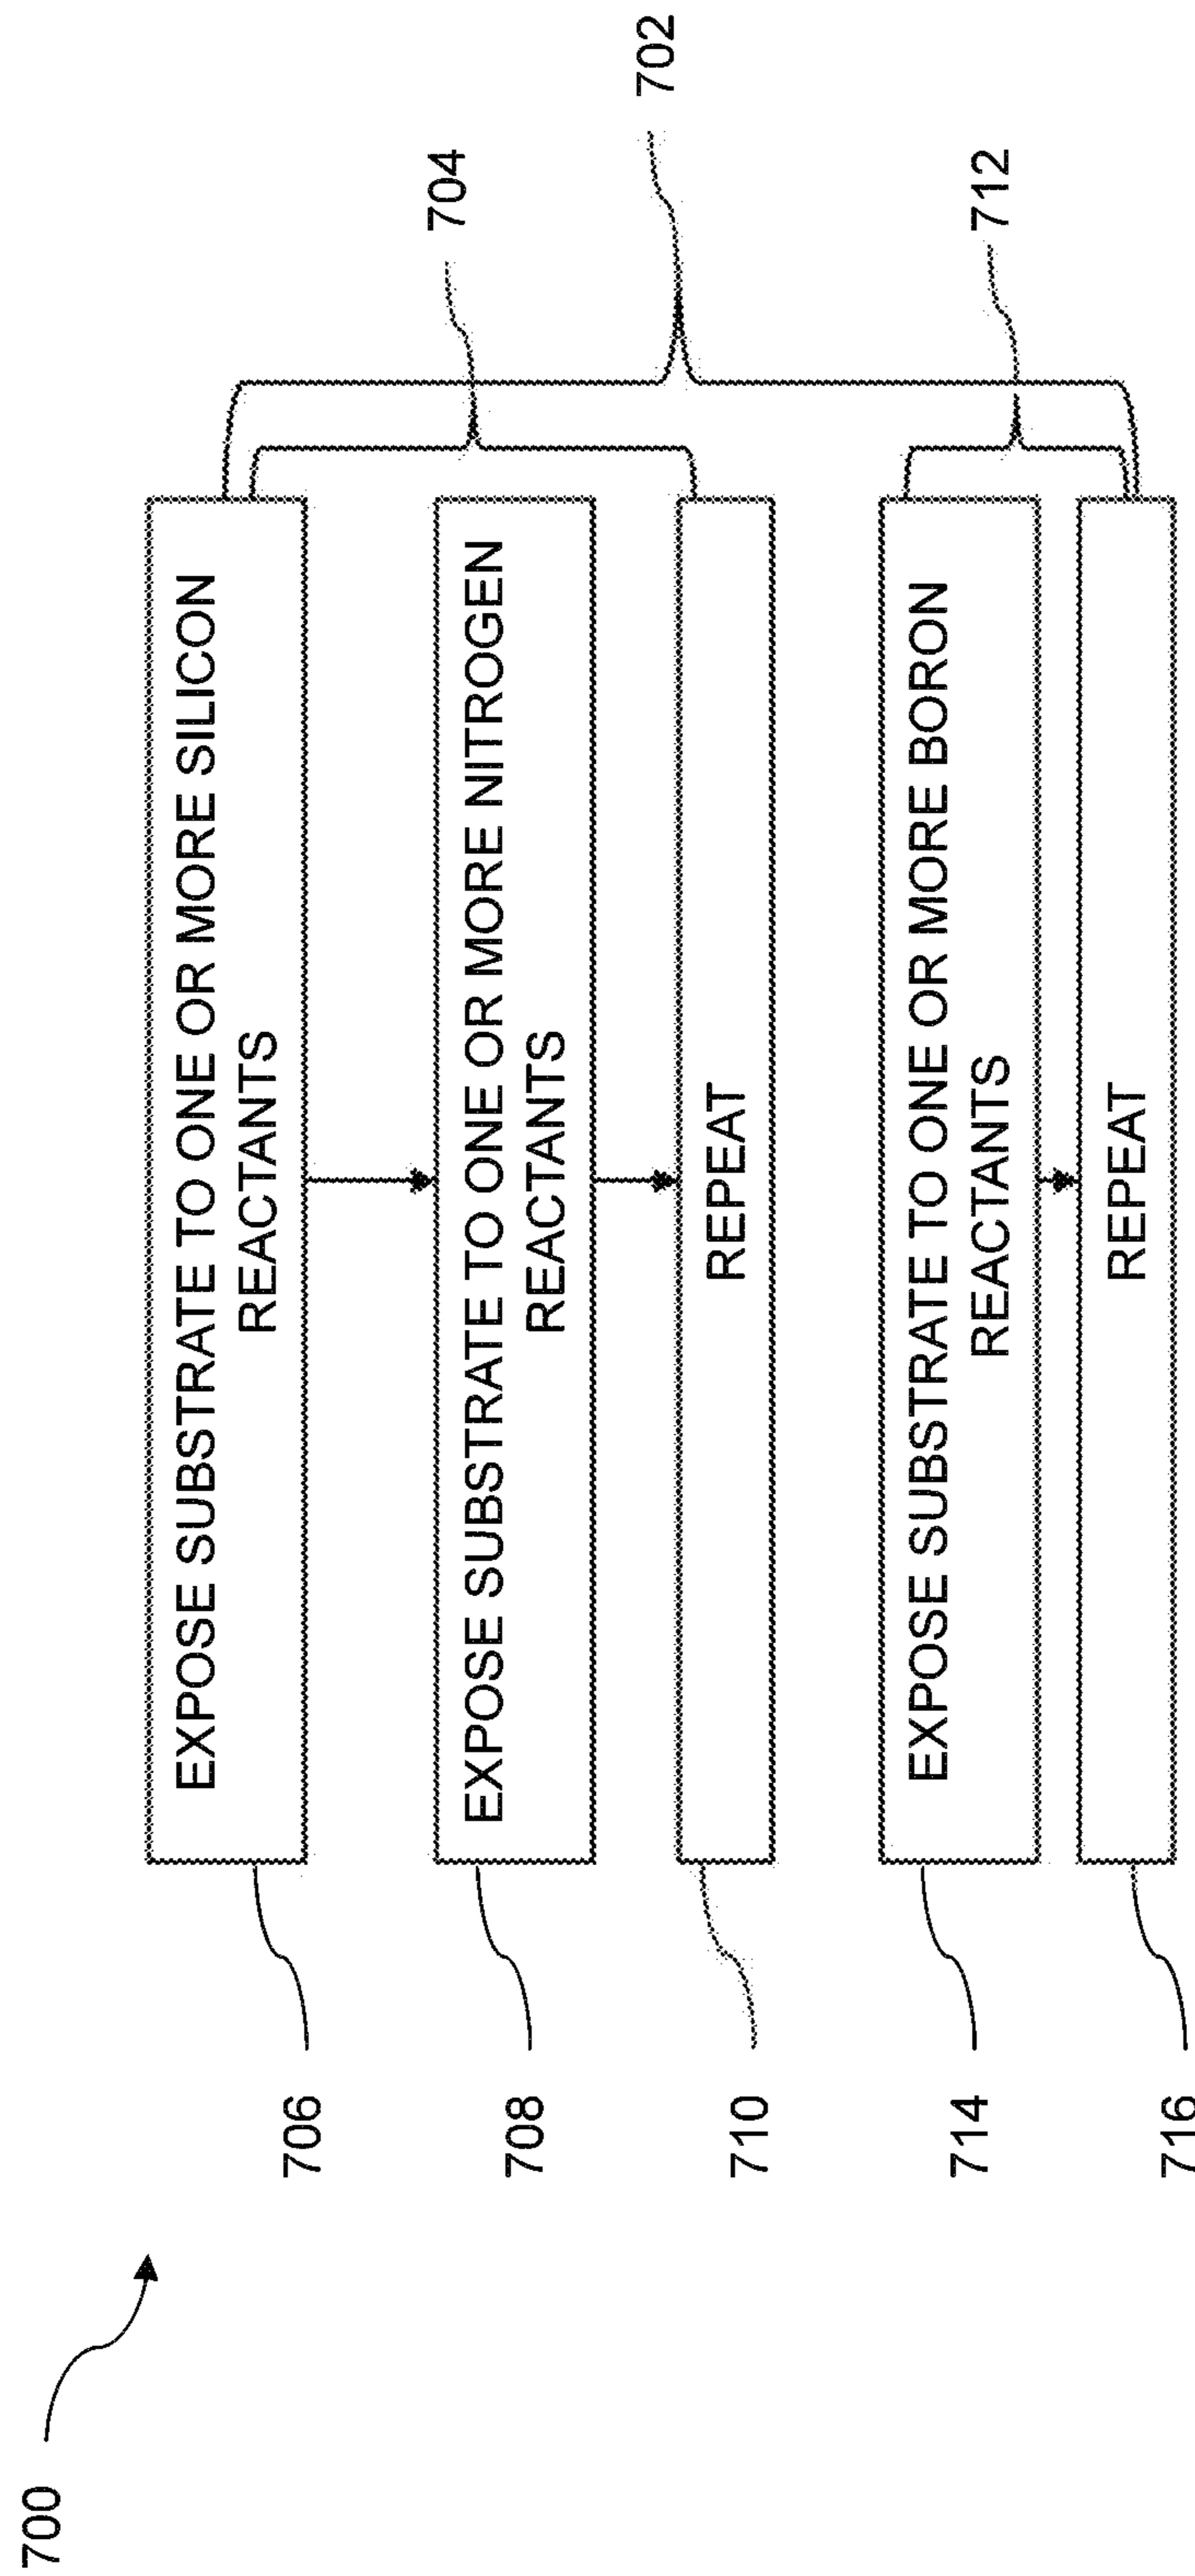 700
702
704
706
EXPOSE SUBSTRATE TO ONE OR MORE SILICON
REACTANTS
708
EXPOSE SUBSTRATE TO ONE OR MORE NITROGEN
REACTANTS
710
REPEAT
712
714
EXPOSE SUBSTRATE TO ONE OR MORE BORON
REACTANTS
716
REPEAT